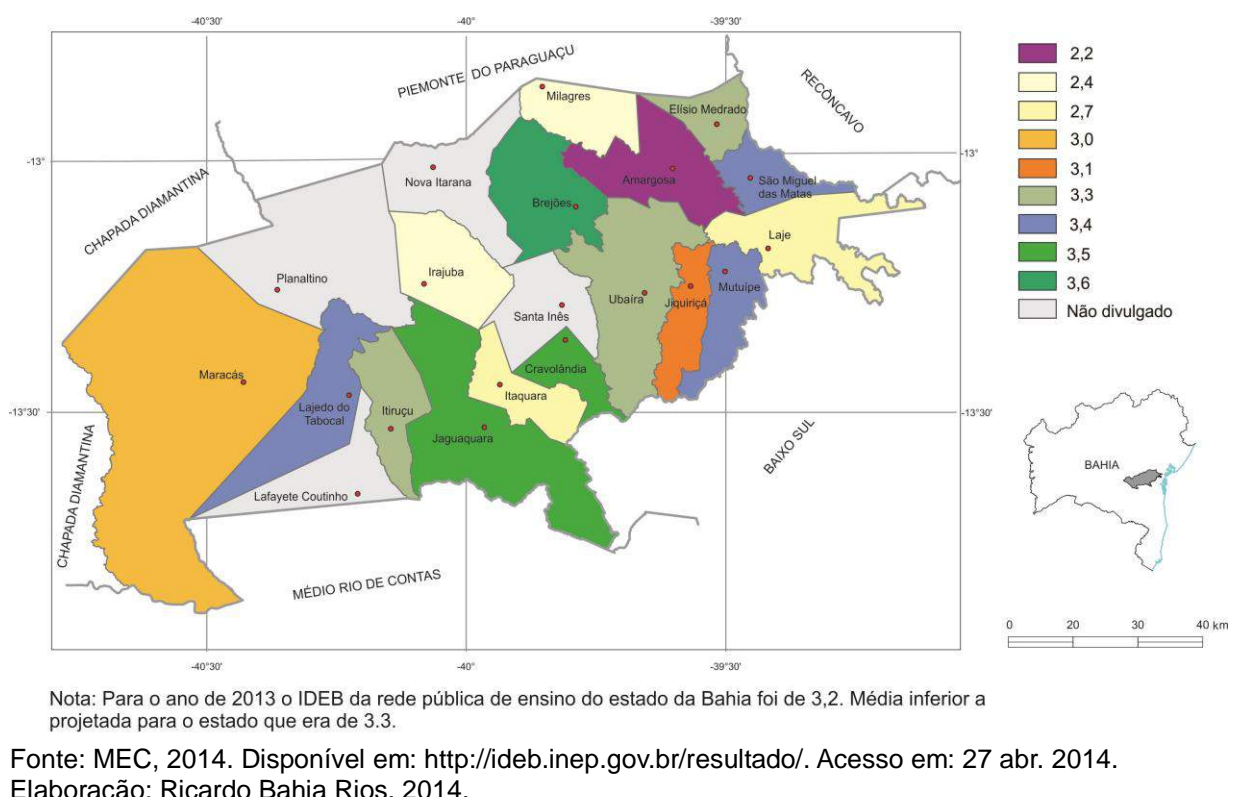 -40°30'
-40°
-39°30'
PIEMONTE DO PARAGUAÇU
RECÔNCAVO
Milagres
Elísio Medrado
-13°
-13°
Nova Itarana
Amargosa
São Miguel
das Matas
CHAPADA DIAMANTINA
Brejões
Laje
Planaltino
Irajuba
Ubaíra
Jiquiriçá
Mutuípe
Santa Inês
Maracás
Cravolândia
Itaquara
Lajedo do
Tabocal
Itiruçu
-13°30'
-13°30'
Jaguaquara
BAIXO SUL
CHAPADA DIAMANTINA
Lafayete Coutinho
MÉDIO RIO DE CONTAS
-40°30'
-40°
-39°30'
2,2
2,4
2,7
3,0
3,1
3,3
3,4
3,5
3,6
Não divulgado
BAHIA
0 20 30 40 km
Nota: Para o ano de 2013 o IDEB da rede pública de ensino do estado da Bahia foi de 3,2. Média inferior a
projetada para o estado que era de 3.3.
Fonte: MEC, 2014. Disponível em: http://ideb.inep.gov.br/resultado/. Acesso em: 27 abr. 2014.
Elaboração: Ricardo Bahia Rios, 2014.